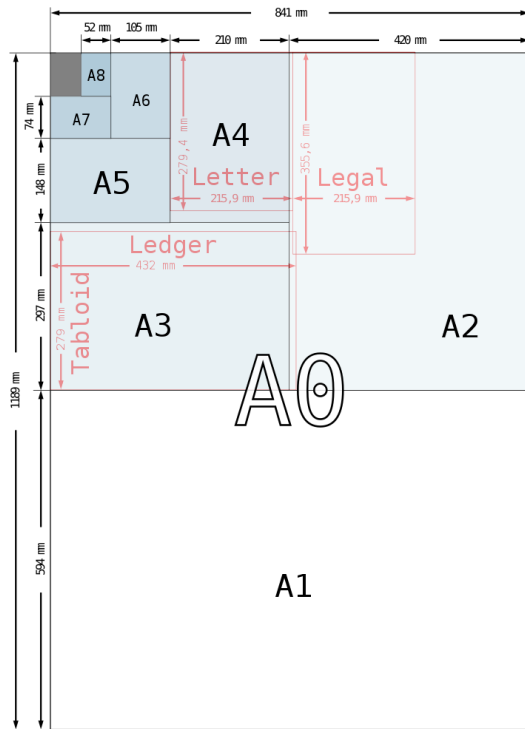 841 mm
52 mm 105 mm 210 mm 420 mm
A8
A6
A7
74 mm
A4
279,4 mm
355,6 mm
A5
148 mm
Letter
Legal
215,9 mm
215,9 mm
Ledger
432 mm
Tabloid
279 mm
297 mm
A3
A2
1189 mm
A0
594 mm
A1